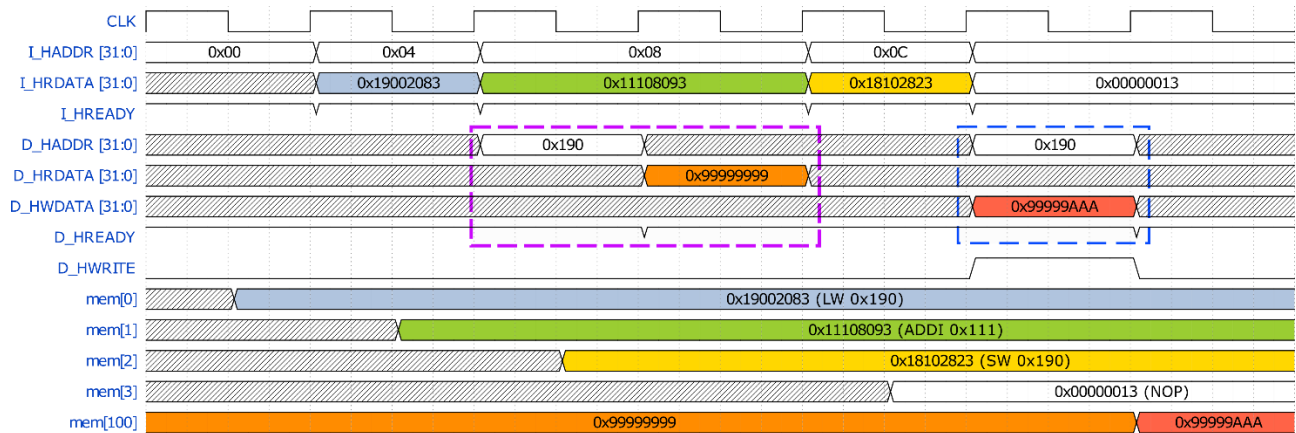 CLK
I_HADDR [31:0] 0x00 0x04 0x08 0x0C
I_HRDATA [31:0] 0x19002083 0x11108093 0x18102823 0x00000013
I_HREADY
D_HADDR [31:0] 0x190 0x190
D_HRDATA [31:0] 0x99999999
D_HWDATA [31:0] 0x99999AAA
D_HREADY
D_HWRITE
mem[0] 0x19002083 (LW 0x190)
mem[1] 0x11108093 (ADDI 0x111)
mem[2] 0x18102823 (SW 0x190)
mem[3] 0x00000013 (NOP)
mem[100] 0x99999999 0x99999AAA